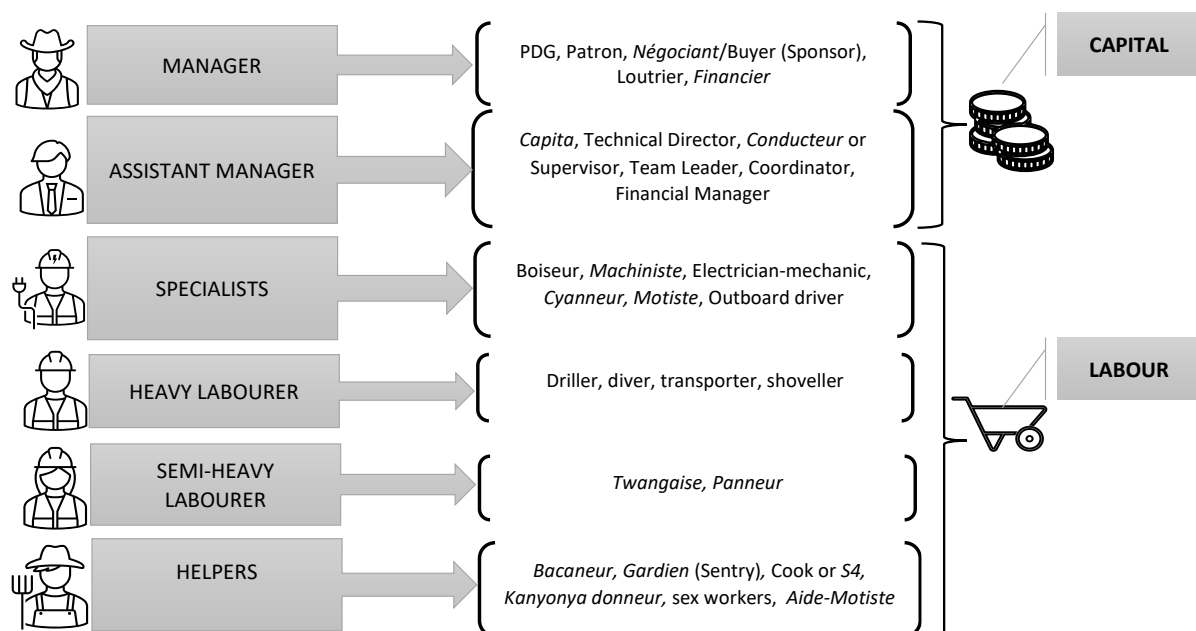 MANAGER
PDG, Patron, Négociant/Buyer (Sponsor),
Loutrier, Financier
CAPITAL
ASSISTANT MANAGER
Capita, Technical Director, Conducteur or
Supervisor, Team Leader, Coordinator,
Financial Manager
SPECIALISTS
Boiseur, Machiniste, Electrician-mechanic,
Cyanneur, Motiste, Outboard driver
HEAVY LABOURER
Driller, diver, transporter, shoveller
LABOUR
SEMI-HEAVY
LABOURER
Twangaise, Panneur
HELPERS
Bacaneur, Gardien (Sentry), Cook or S4,
Kanyonya donneur, sex workers, Aide-Motiste